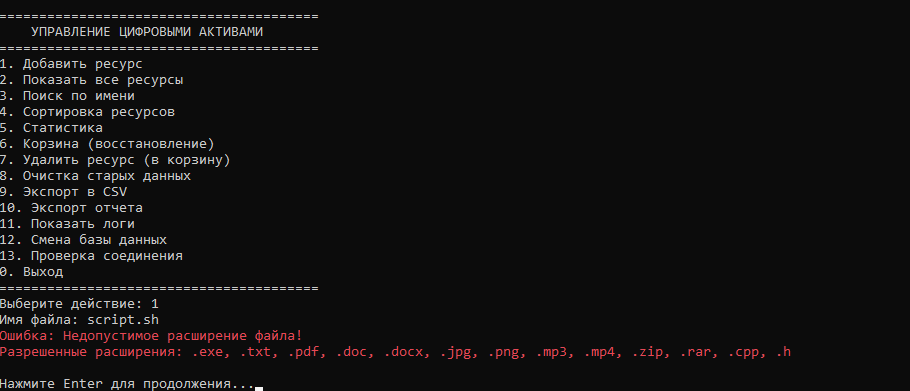 ========================================
УПРАВЛЕНИЕ ЦИФРОВЫМИ АКТИВАМИ
========================================
1. Добавить ресурс
2. Показать все ресурсы
3. Поиск по имени
4. Сортировка ресурсов
5. Статистика
6. Корзина (восстановление)
7. Удалить ресурс (в корзину)
8. Очистка старых данных
9. Экспорт в CSV
10. Экспорт отчета
11. Показать логи
12. Смена базы данных
13. Проверка соединения
0. Выход
========================================
Выберите действие: 1
Имя файла: script.sh
Ошибка: Недопустимое расширение файла!
Разрешенные расширения: .exe, .txt, .pdf, .doc, .docx, .jpg, .png, .mp3, .mp4, .zip, .rar, .cpp, .h
Нажмите Enter для продолжения...